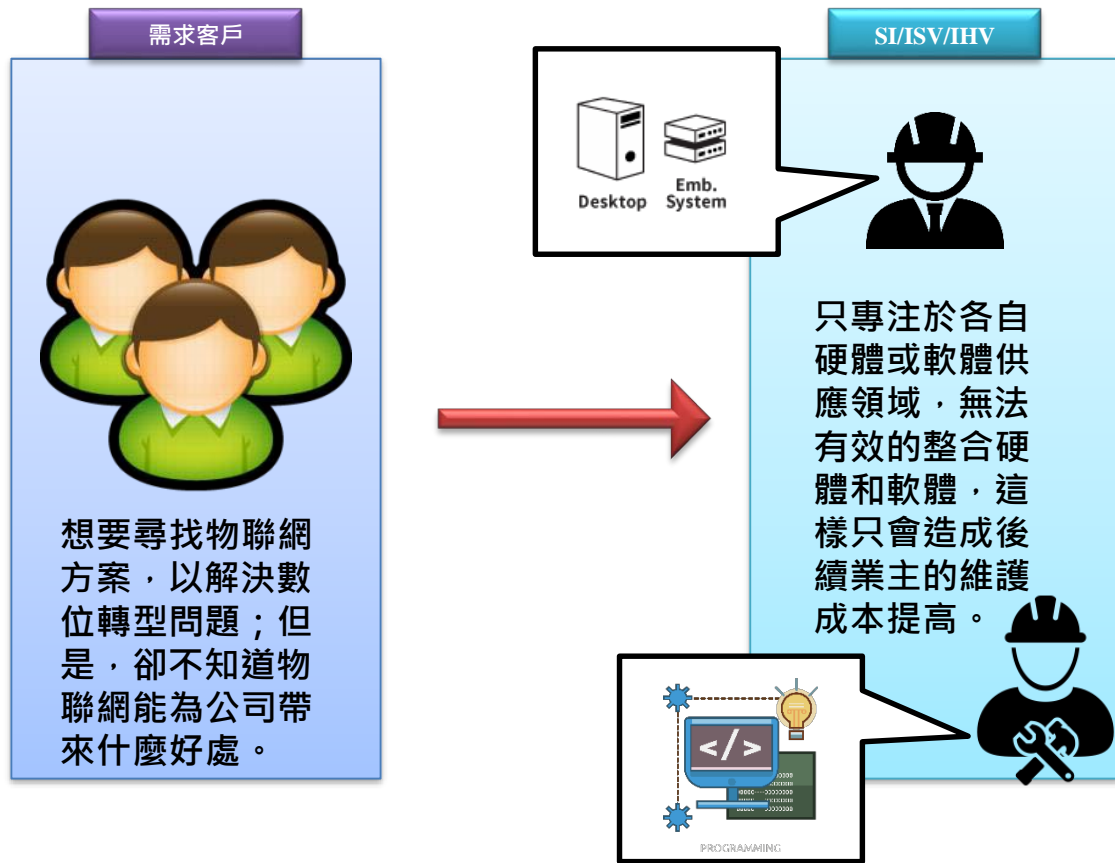 需求客戶
想要尋找物聯網
方案，以解決數
位轉型問題；但
是，卻不知道物
聯網能為公司帶
來什麼好處。
SI/ISV/IHV
Desktop
Emb.
System
只專注於各自
硬體或軟體供
應領域，無法
有效的整合硬
體和軟體，這
樣只會造成後
續業主的維護
成本提高。
</>
PROGRAMMING